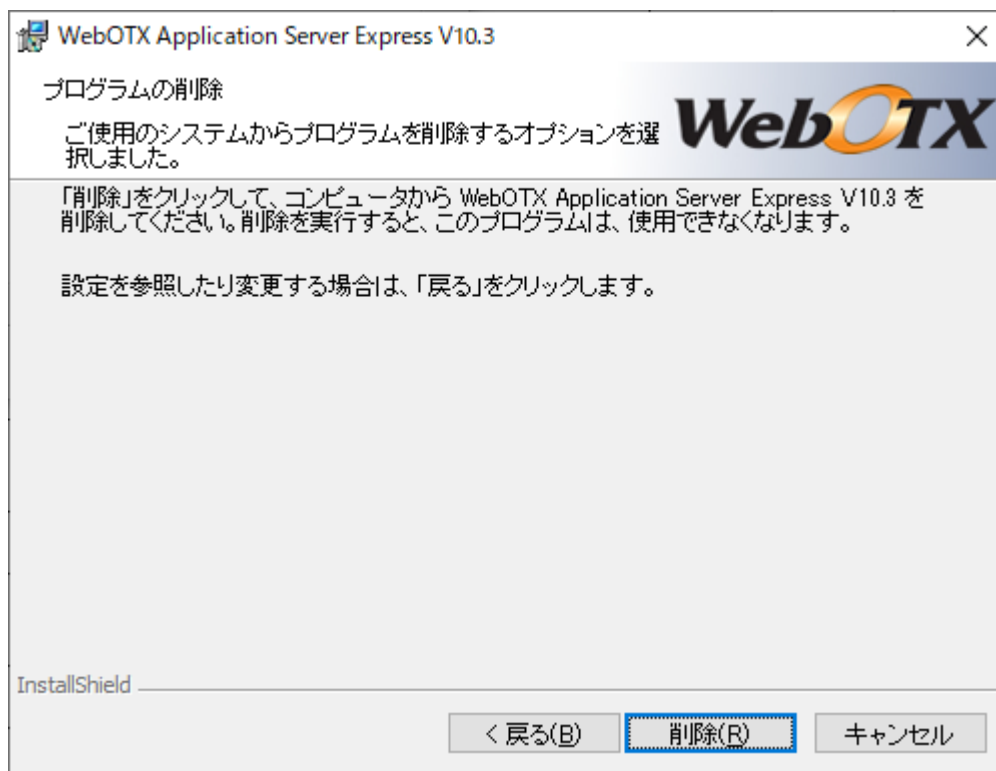 WebOTX Application Server Express V10.3
プログラムの削除
ご使用のシステムからプログラムを削除するオプションを選
択しました。
WebOTX
「削除」をクリックして、コンピュータから WebOTX Application Server Express V10.3 を
削除してください。削除を実行すると、このプログラムは、使用できなくなります。
設定を参照したり変更する場合は、「戻る」をクリックします。
InstallShield
< 戻る(B)
削除(R)
キャンセル